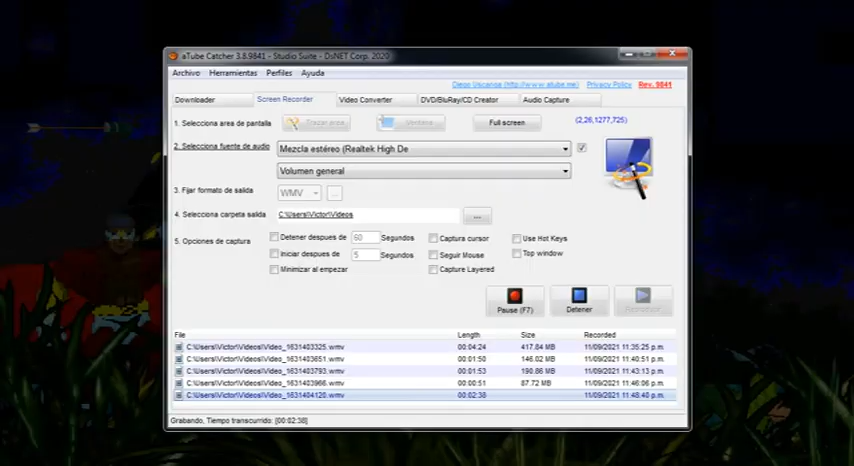 aTube Catcher 3.8.9841 - Studio Suite - DsNET Corp. 2020
Archivo Herramientas Perfiles Ayuda
Diego Uscanga (http://www.atube.me) Privacy Policy Rev. 9841
Downloader Screen Recorder Video Converter DVD/BluRay/CD Creator Audio Capture
1. Selecciona area de pantalla Trazar area Ventana Full screen (2,26,1277,725)
2. Selecciona fuente de audio Mezcla estéreo (Realtek High De
Volumen general
3. Fijar formato de salida WMV ...
4. Selecciona carpeta salida C:\Users\Victor\Videos ...
5. Opciones de captura Detener despues de 60 Segundos Captura cursor Use Hot Keys
Iniciar despues de 5 Segundos Seguir Mouse Top window
Minimizar al empezar Capture Layered
Pause (F7) Detener Reproducir
File Length Size Recorded
C:\Users\Victor\Videos\Video_1631403325.wmv 00:04:24 417.84 MB 11/09/2021 11:35:25 p.m.
C:\Users\Victor\Videos\Video_1631403651.wmv 00:01:50 146.02 MB 11/09/2021 11:40:51 p.m.
C:\Users\Victor\Videos\Video_1631403793.wmv 00:01:53 190.86 MB 11/09/2021 11:43:13 p.m.
C:\Users\Victor\Videos\Video_1631403966.wmv 00:00:51 87.72 MB 11/09/2021 11:46:06 p.m.
C:\Users\Victor\Videos\Video_1631404120.wmv 00:02:38 11/09/2021 11:48:40 p.m.
Grabando, Tiempo transcurrido: [00:02:38]